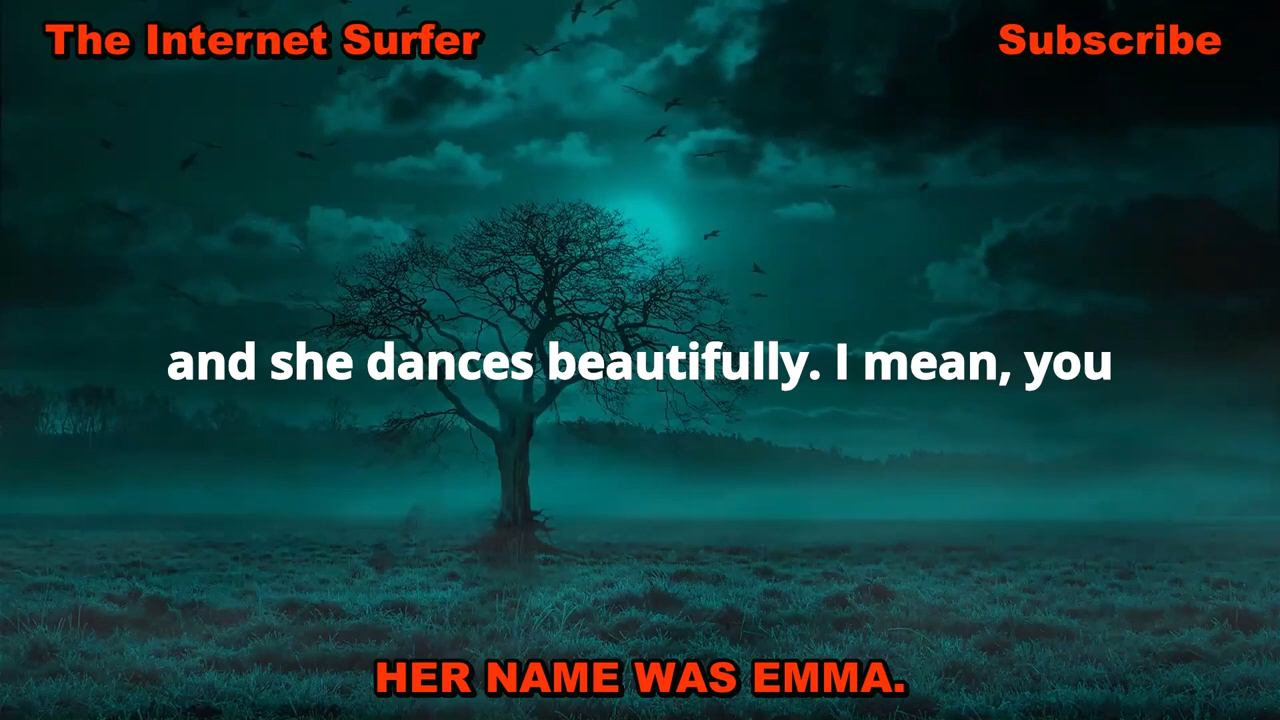 The Internet Surfer
Subscribe
and she dances beautifully. I mean, you
HER NAME WAS EMMA.